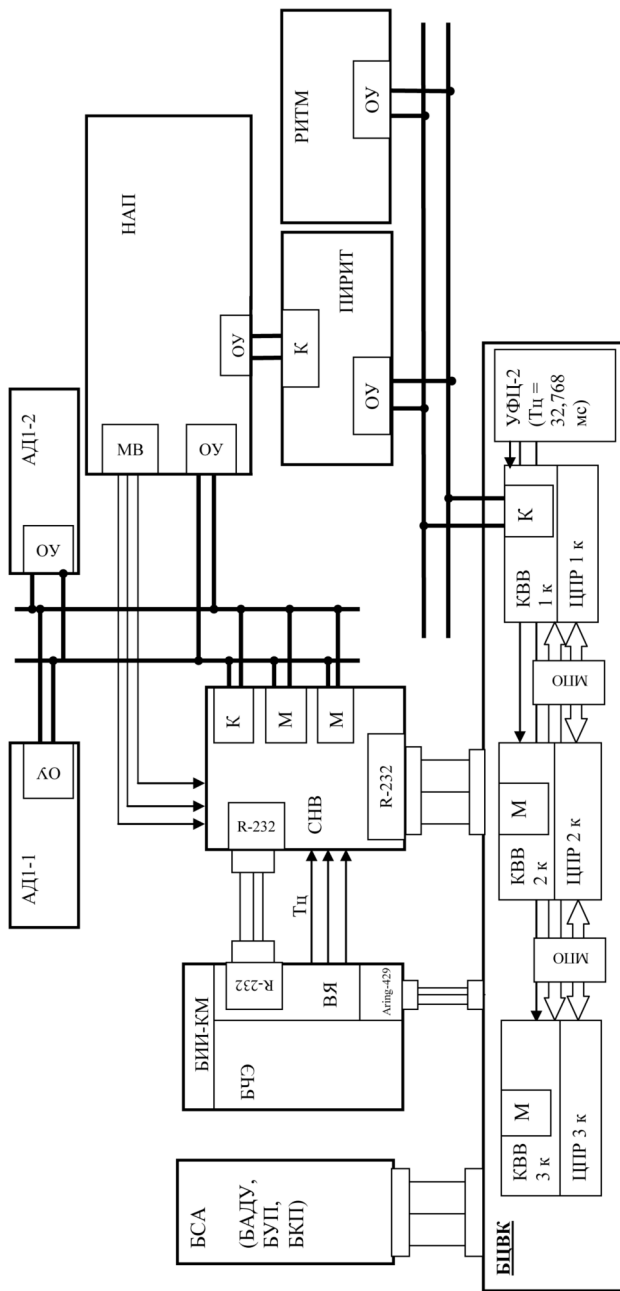 АД1-1
ОУ
АД1-2
ОУ
НАП
МВ
ОУ
ОУ
БСА
(БАДУ,
БУП,
БКП)
БИИ-КМ
БЧЭ
R-232
ВЯ
Aring-429
Тц
R-232
СНВ
R-232
К
М
М
ПИРИТ
К
ОУ
РИТМ
ОУ
БЦВК
КВВ
3 к
М
ЦПР 3 к
МПО
КВВ
2 к
М
ЦПР 2 к
МПО
КВВ
1 к
К
ЦПР 1 к
УФЦ-2
(Тц =
32,768
мс)